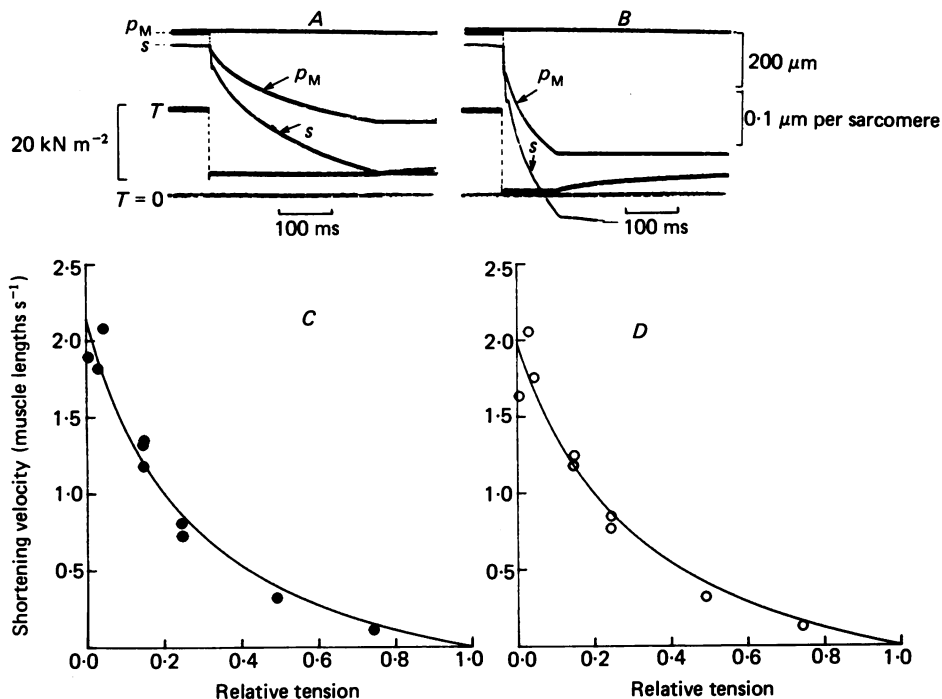 A
B
pM
s
pM
s
T
20 kN m⁻²
T = 0
100 ms
pM
s
100 ms
200 μm
0·1 μm per sarcomere
C
Shortening velocity (muscle lengths s⁻¹)
2·5
2·0
1·5
1·0
0·5
0·0 0·2 0·4 0·6 0·8 1·0
Relative tension
D
2·5
2·0
1·5
1·0
0·5
0·0 0·2 0·4 0·6 0·8 1·0
Relative tension